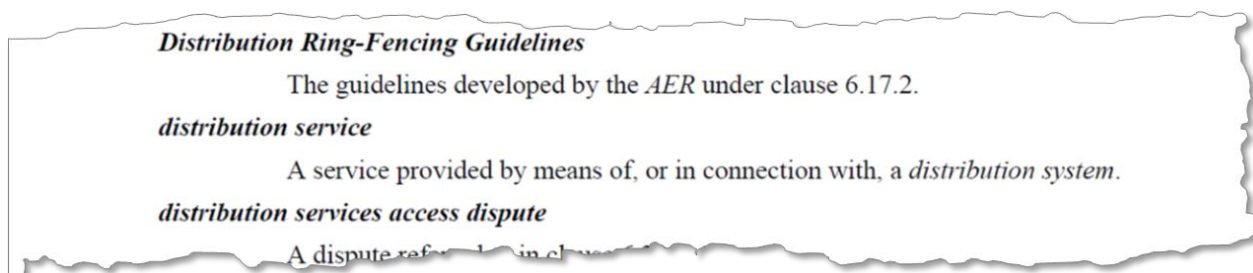 Distribution Ring-Fencing Guidelines
The guidelines developed by the AER under clause 6.17.2.
distribution service
A service provided by means of, or in connection with, a distribution system.
distribution services access dispute
A dispute in